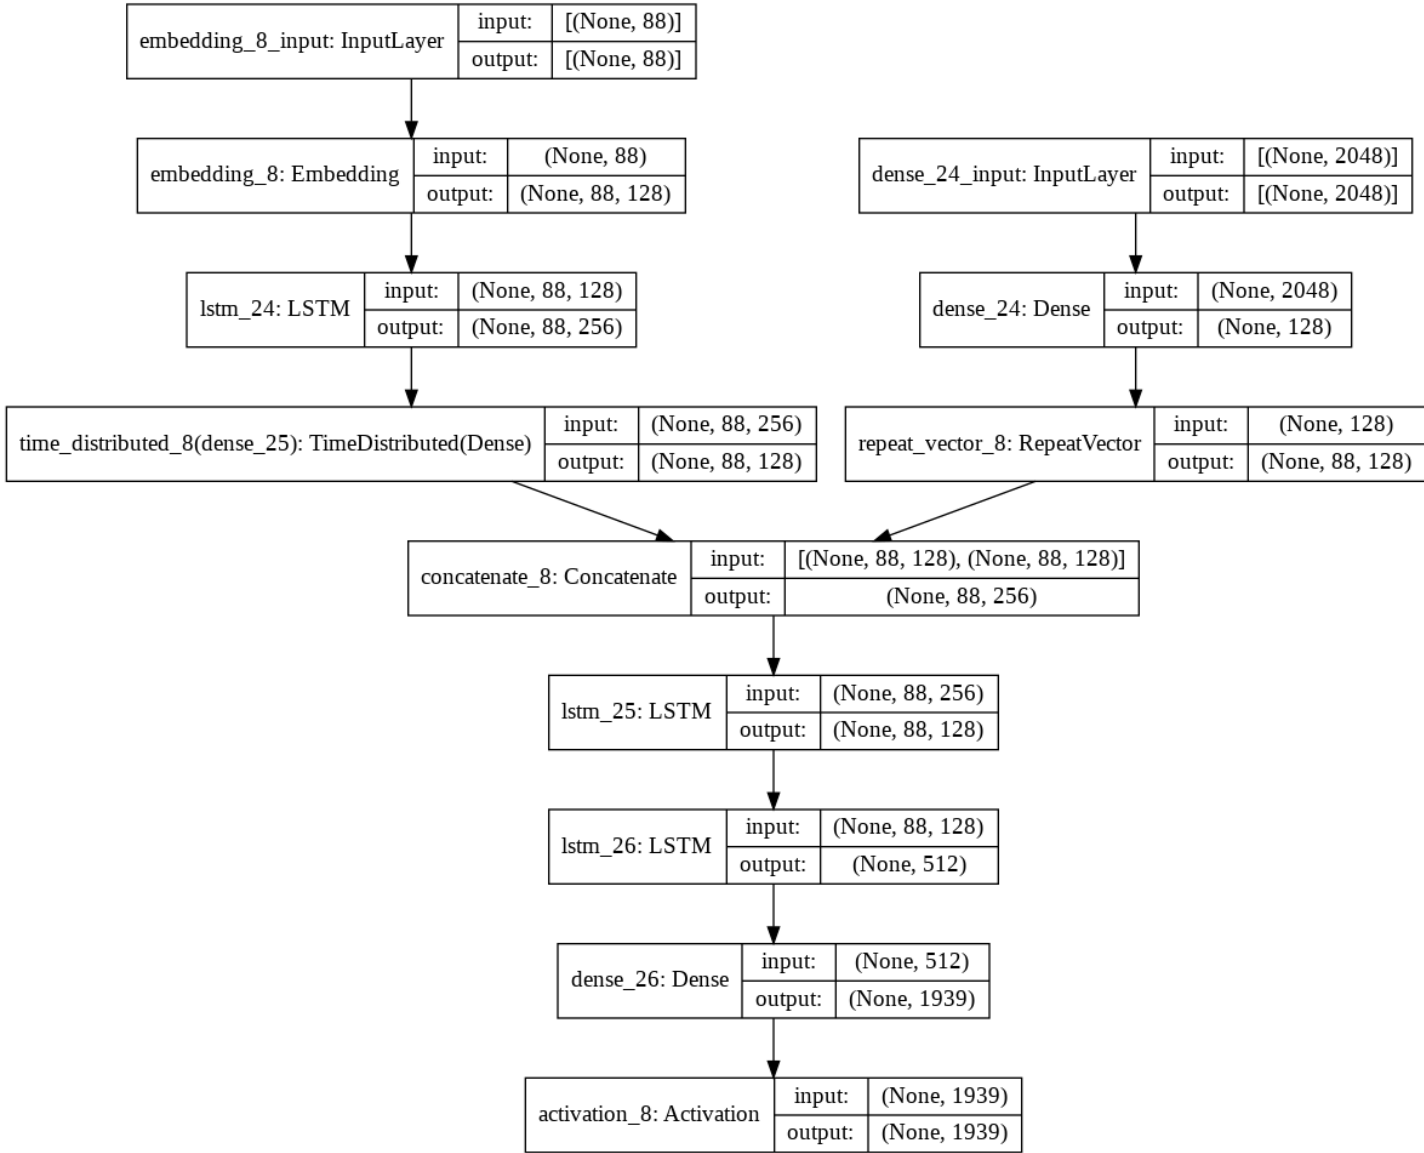 embedding_8_input: InputLayer
input: [(None, 88)]
output: [(None, 88)]
embedding_8: Embedding
input: (None, 88)
output: (None, 88, 128)
dense_24_input: InputLayer
input: [(None, 2048)]
output: [(None, 2048)]
lstm_24: LSTM
input: (None, 88, 128)
output: (None, 88, 256)
dense_24: Dense
input: (None, 2048)
output: (None, 128)
time_distributed_8(dense_25): TimeDistributed(Dense)
input: (None, 88, 256)
output: (None, 88, 128)
repeat_vector_8: RepeatVector
input: (None, 128)
output: (None, 88, 128)
concatenate_8: Concatenate
input: [(None, 88, 128), (None, 88, 128)]
output: (None, 88, 256)
lstm_25: LSTM
input: (None, 88, 256)
output: (None, 88, 128)
lstm_26: LSTM
input: (None, 88, 128)
output: (None, 512)
dense_26: Dense
input: (None, 512)
output: (None, 1939)
activation_8: Activation
input: (None, 1939)
output: (None, 1939)